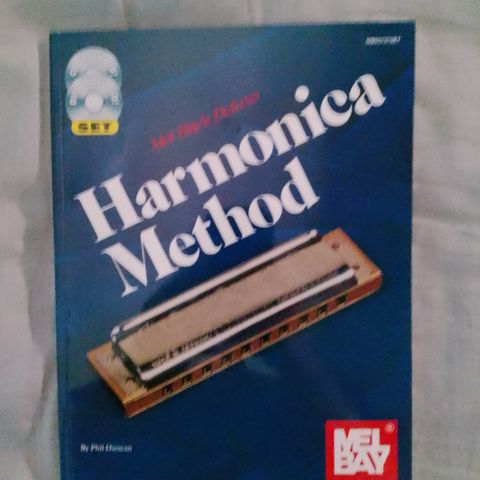 SET
Mel Bay's Deluxe
Harmonica
Method
By Phil Duncan
MEL
BAY
®